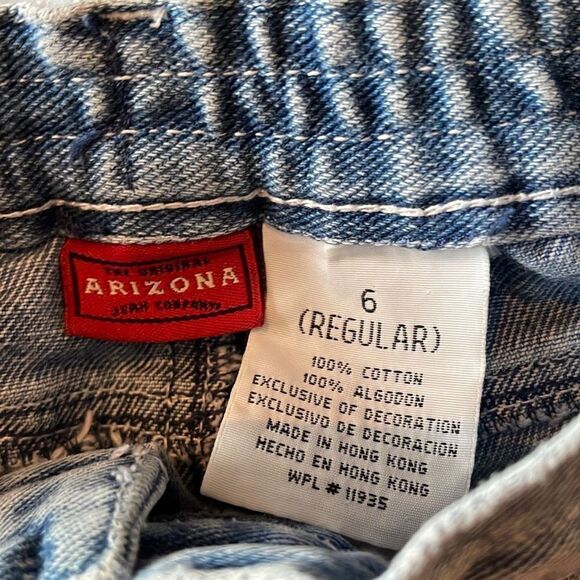 THE ORIGINAL
ARIZONA
JEAN COMPANY
6
(REGULAR)
100% COTTON
100% ALGODON
EXCLUSIVE OF DECORATION
EXCLUSIVO DE DECORACION
MADE IN HONG KONG
HECHO EN HONG KONG
WPL # 11935